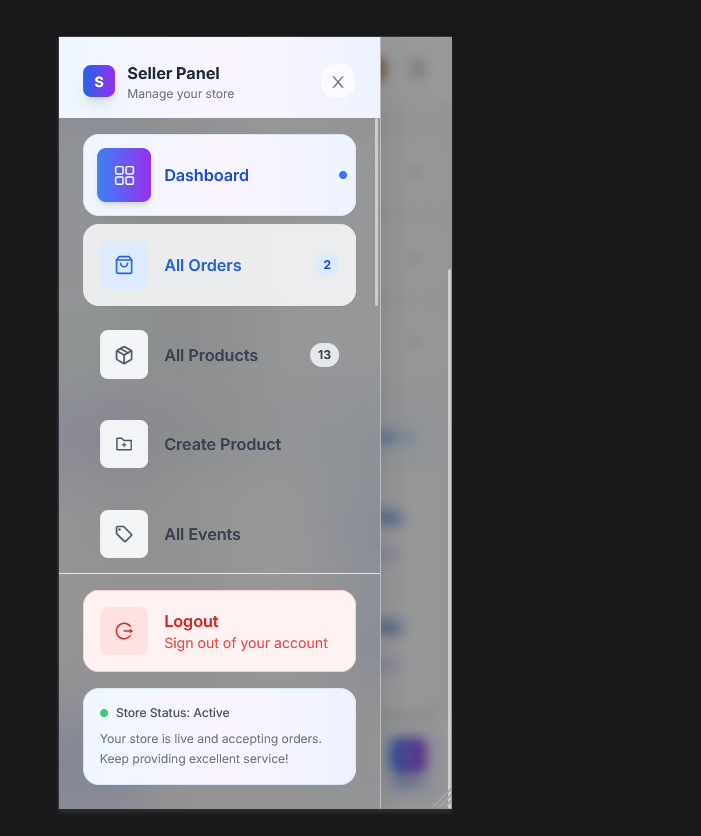 S
Seller Panel
Manage your store
Dashboard
All Orders
2
All Products
13
Create Product
All Events
Logout
Sign out of your account
Store Status: Active
Your store is live and accepting orders.
Keep providing excellent service!